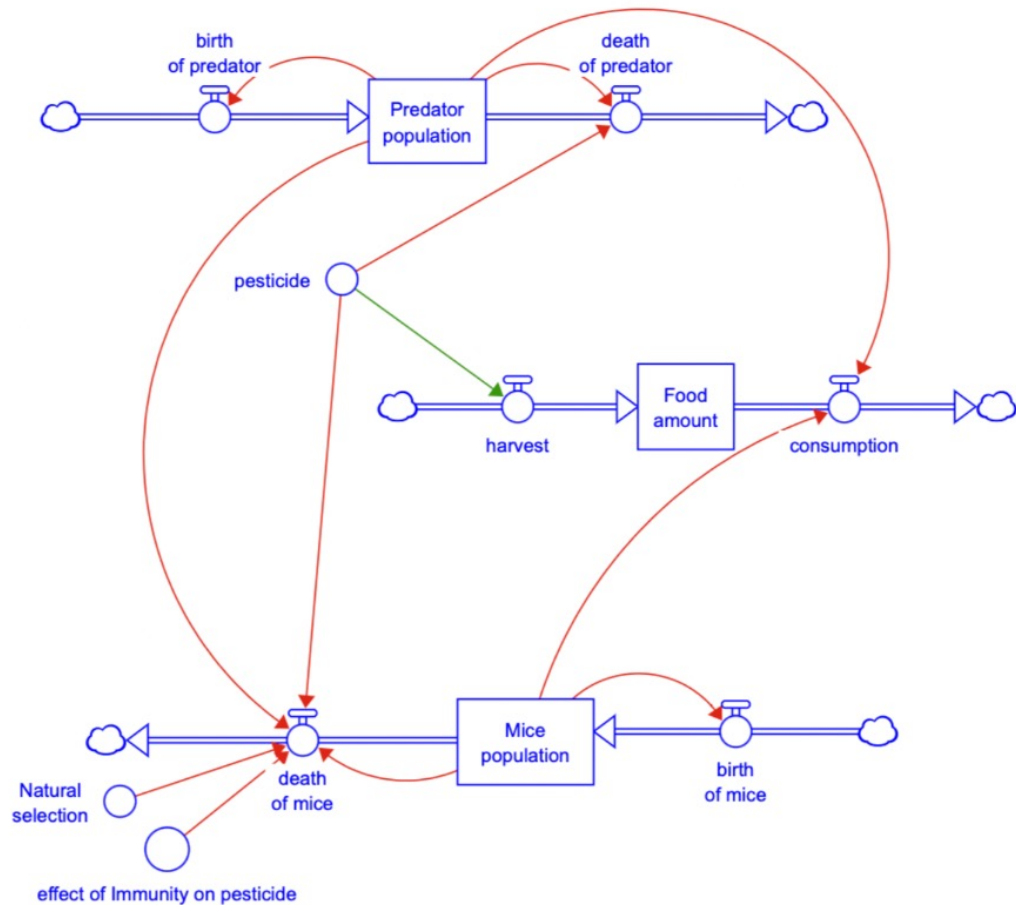 birth
of predator
death
of predator
Predator
population
pesticide
Food
amount
harvest
consumption
Mice
population
death
of mice
birth
of mice
Natural
selection
effect of Immunity on pesticide